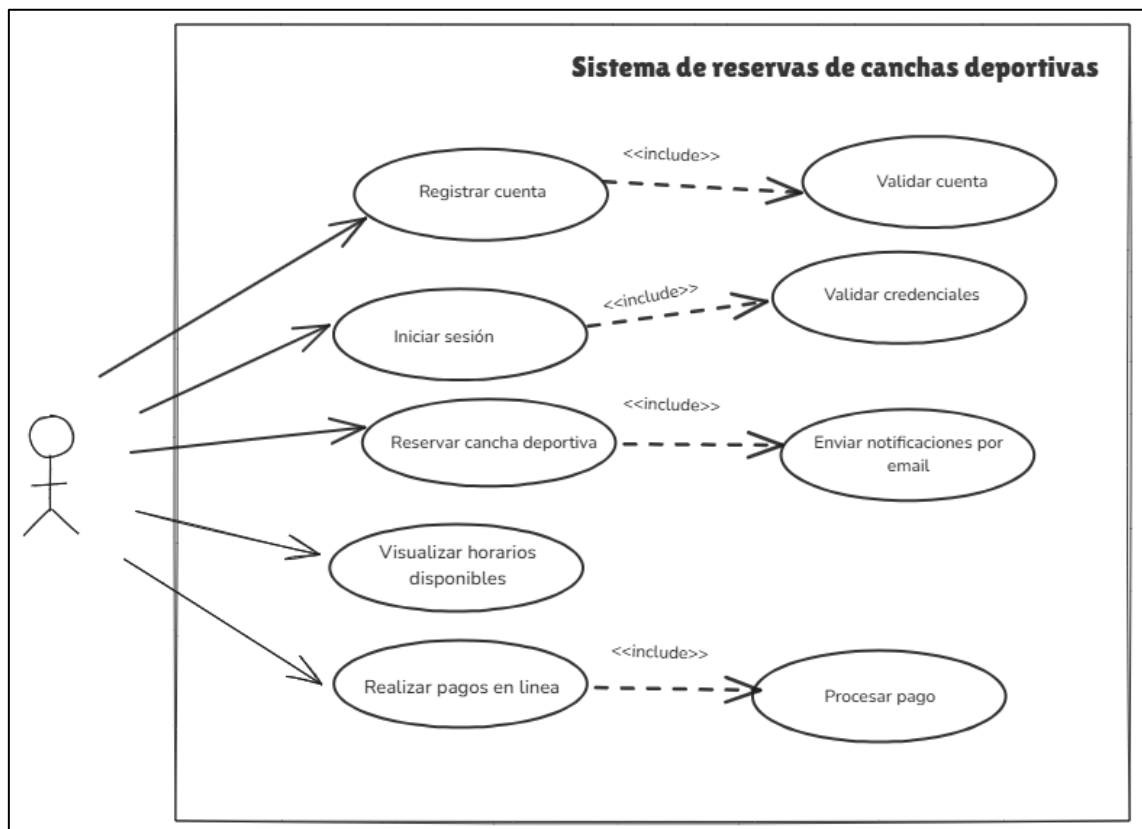 Sistema de reservas de canchas deportivas
<<include>>
Registrar cuenta
Validar cuenta
<<include>>
Iniciar sesión
Validar credenciales
<<include>>
Reservar cancha deportiva
Enviar notificaciones por
email
Visualizar horarios
disponibles
<<include>>
Realizar pagos en linea
Procesar pago